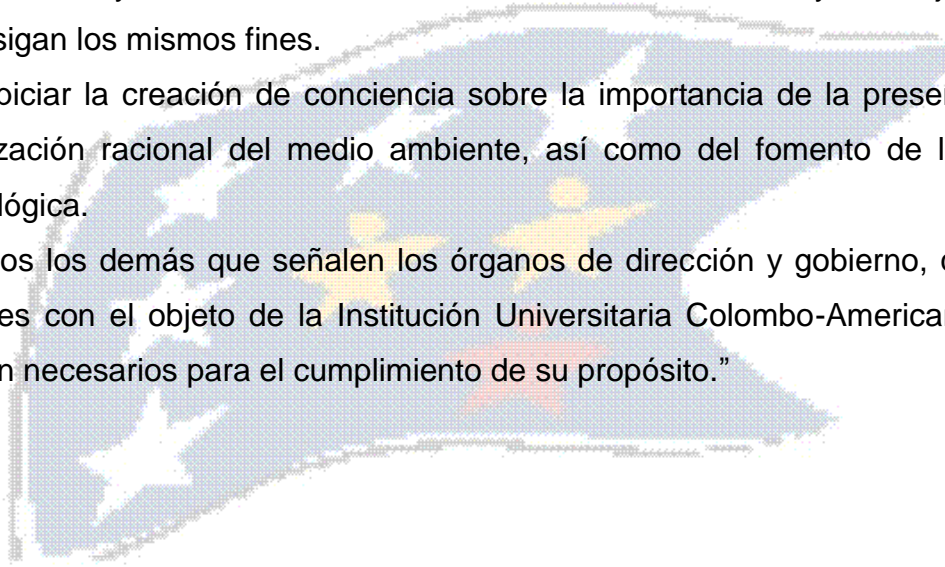 sigan los mismos fines.
biciar la creación de conciencia sobre la importancia de la prese
zación racional del medio ambiente, así como del fomento de l
lógica.
os los demás que señalen los órganos de dirección y gobierno,
es con el objeto de la Institución Universitaria Colombo-America
n necesarios para el cumplimiento de su propósito.”